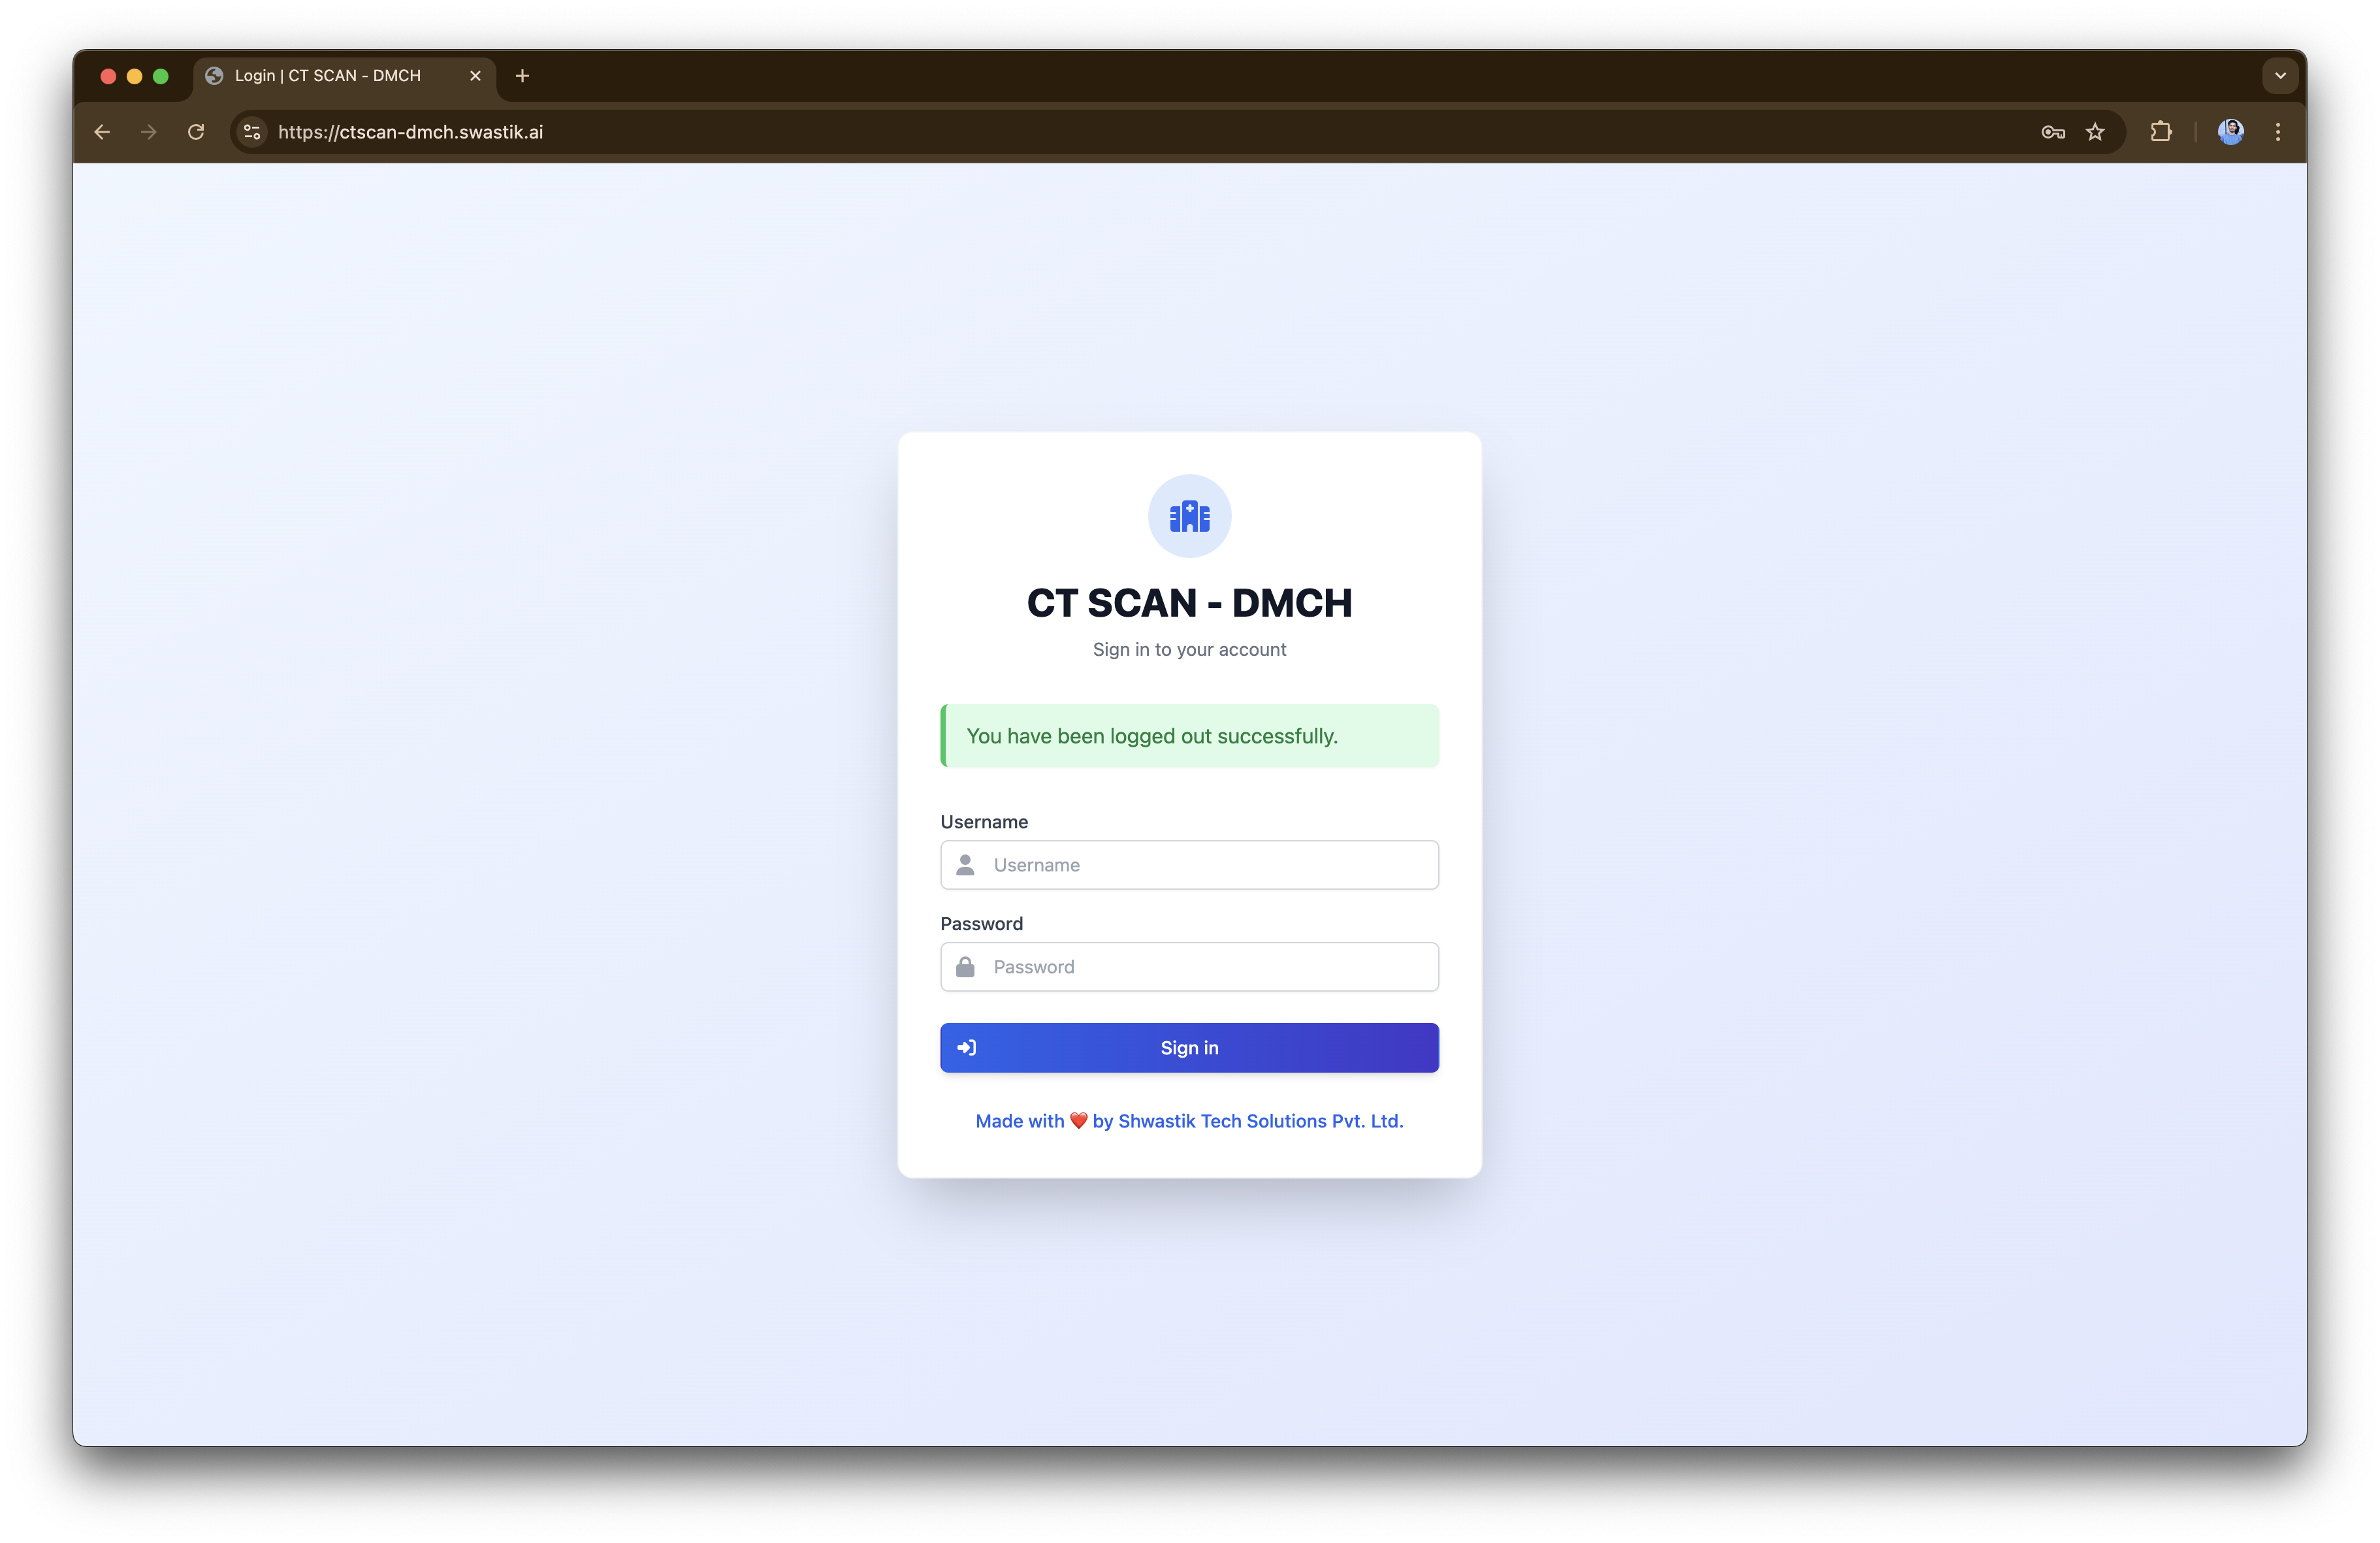 Login | CT SCAN - DMCH
https://ctscan-dmch.swastik.ai
CT SCAN - DMCH
Sign in to your account
You have been logged out successfully.
Username
Username
Password
Password
Sign in
Made with ❤️ by Shwastik Tech Solutions Pvt. Ltd.